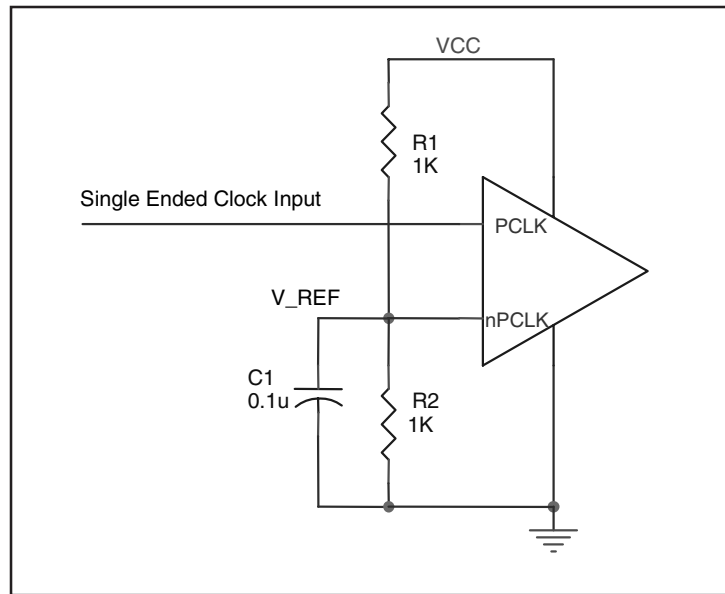 VCC
R1
1K
Single Ended Clock Input
PCLK
V_REF
nPCLK
C1
0.1u
R2
1K